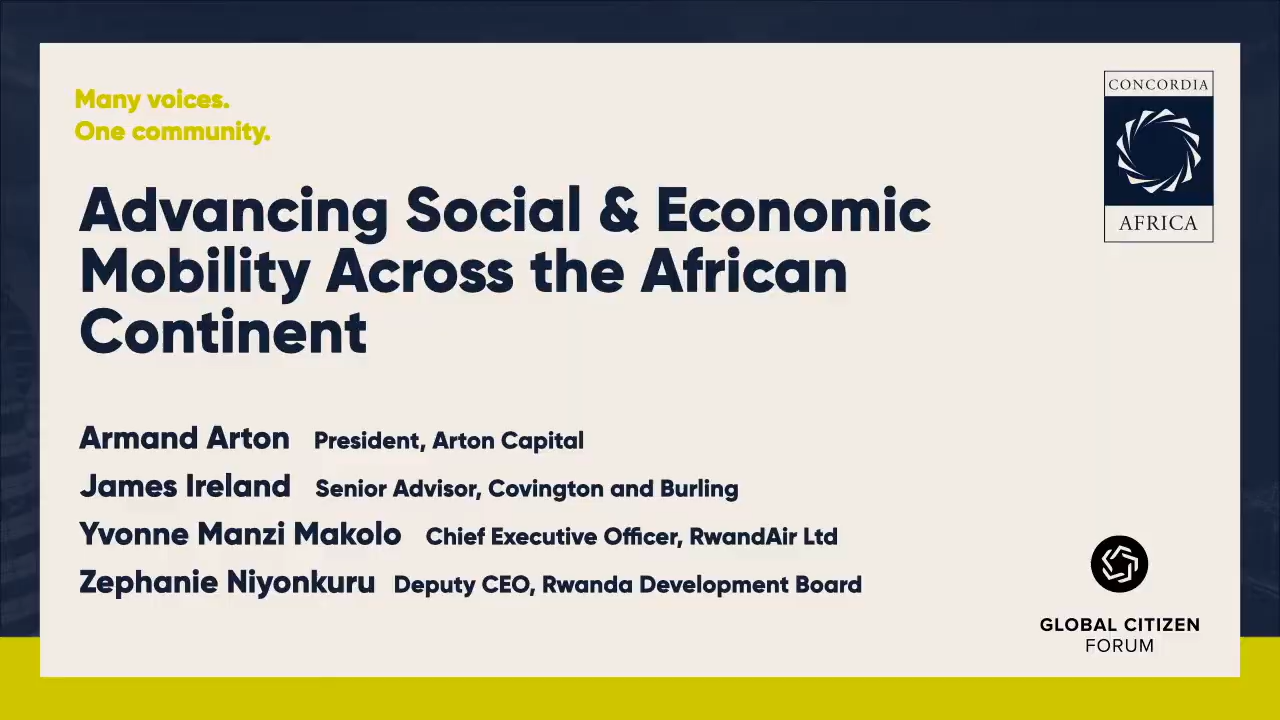 Many voices.
One community.
CONCORDIA
AFRICA
Advancing Social & Economic
Mobility Across the African
Continent
Armand Arton President, Arton Capital
James Ireland Senior Advisor, Covington and Burling
Yvonne Manzi Makolo Chief Executive Officer, RwandAir Ltd
Zephanie Niyonkuru Deputy CEO, Rwanda Development Board
GLOBAL CITIZEN
FORUM